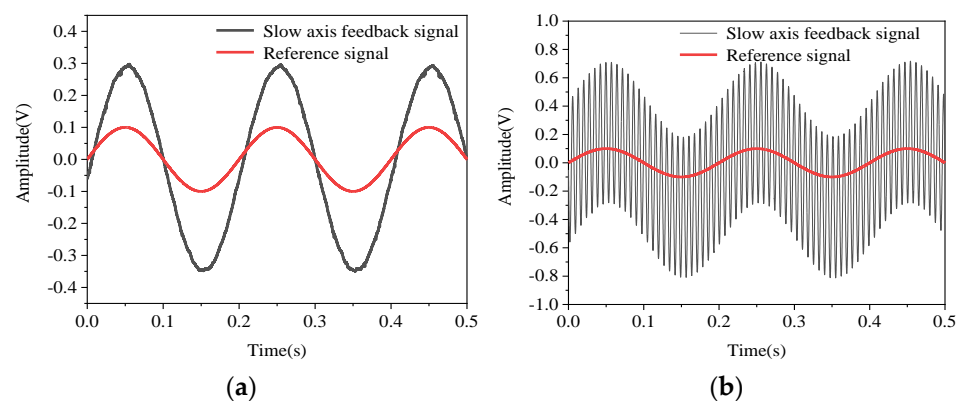 Slow axis feedback signal
Reference signal
Amplitude(V)
0.4
0.3
0.2
0.1
0.0
-0.1
-0.2
-0.3
-0.4
0.0 0.1 0.2 0.3 0.4 0.5
Time(s)
(a)
Slow axis feedback signal
Reference signal
Amplitude(V)
1.0
0.8
0.6
0.4
0.2
0.0
-0.2
-0.4
-0.6
-0.8
-1.0
0.0 0.1 0.2 0.3 0.4 0.5
Time(s)
(b)